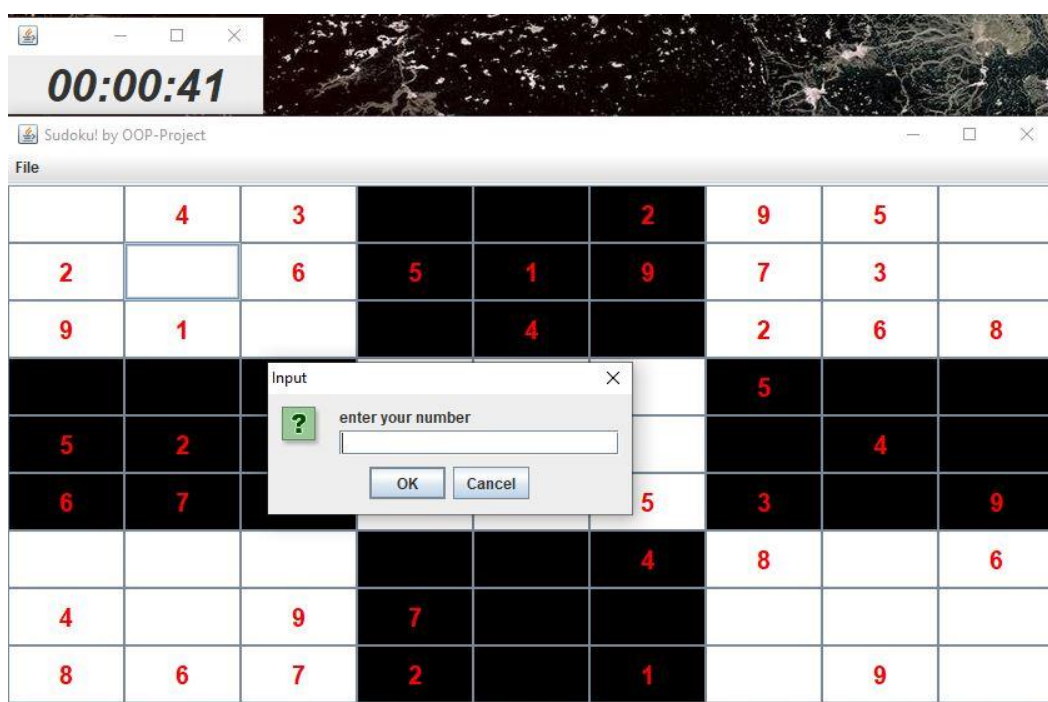 00:00:41
Sudoku! by OOP-Project
File
4 3 2 9 5
2 6 5 1 9 7 3
9 1 4 2 6 8
Input
5
enter your number
5 2 4
OK Cancel
6 7 5 3 9
4 8 6
4 9 7
8 6 7 2 1 9